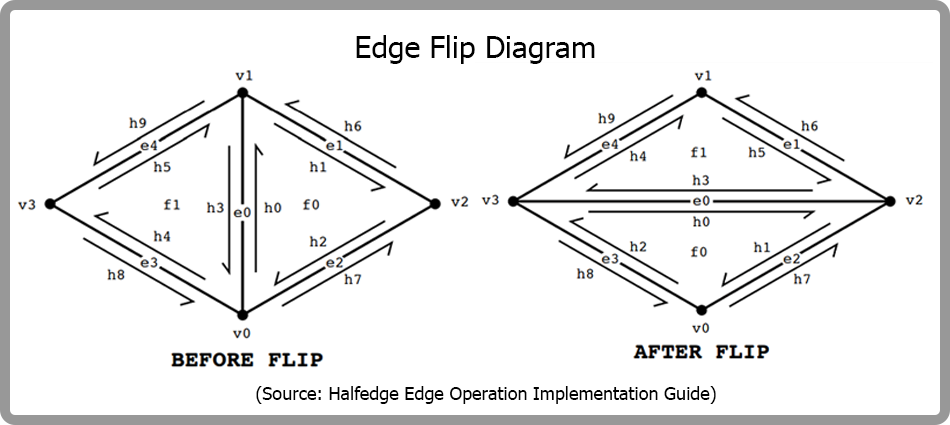 Edge Flip Diagram
v1
h9
h6
e4
e1
h5
h1
v3
f1
h3
e0
h0
f0
v2
h4
h2
e3
e2
h8
h7
v0
BEFORE FLIP
v1
h9
h6
e4
e1
h4
f1
h5
h3
v3
e0
v2
h0
h2
f0
h1
e3
e2
h8
h7
v0
AFTER FLIP
(Source: Halfedge Edge Operation Implementation Guide)